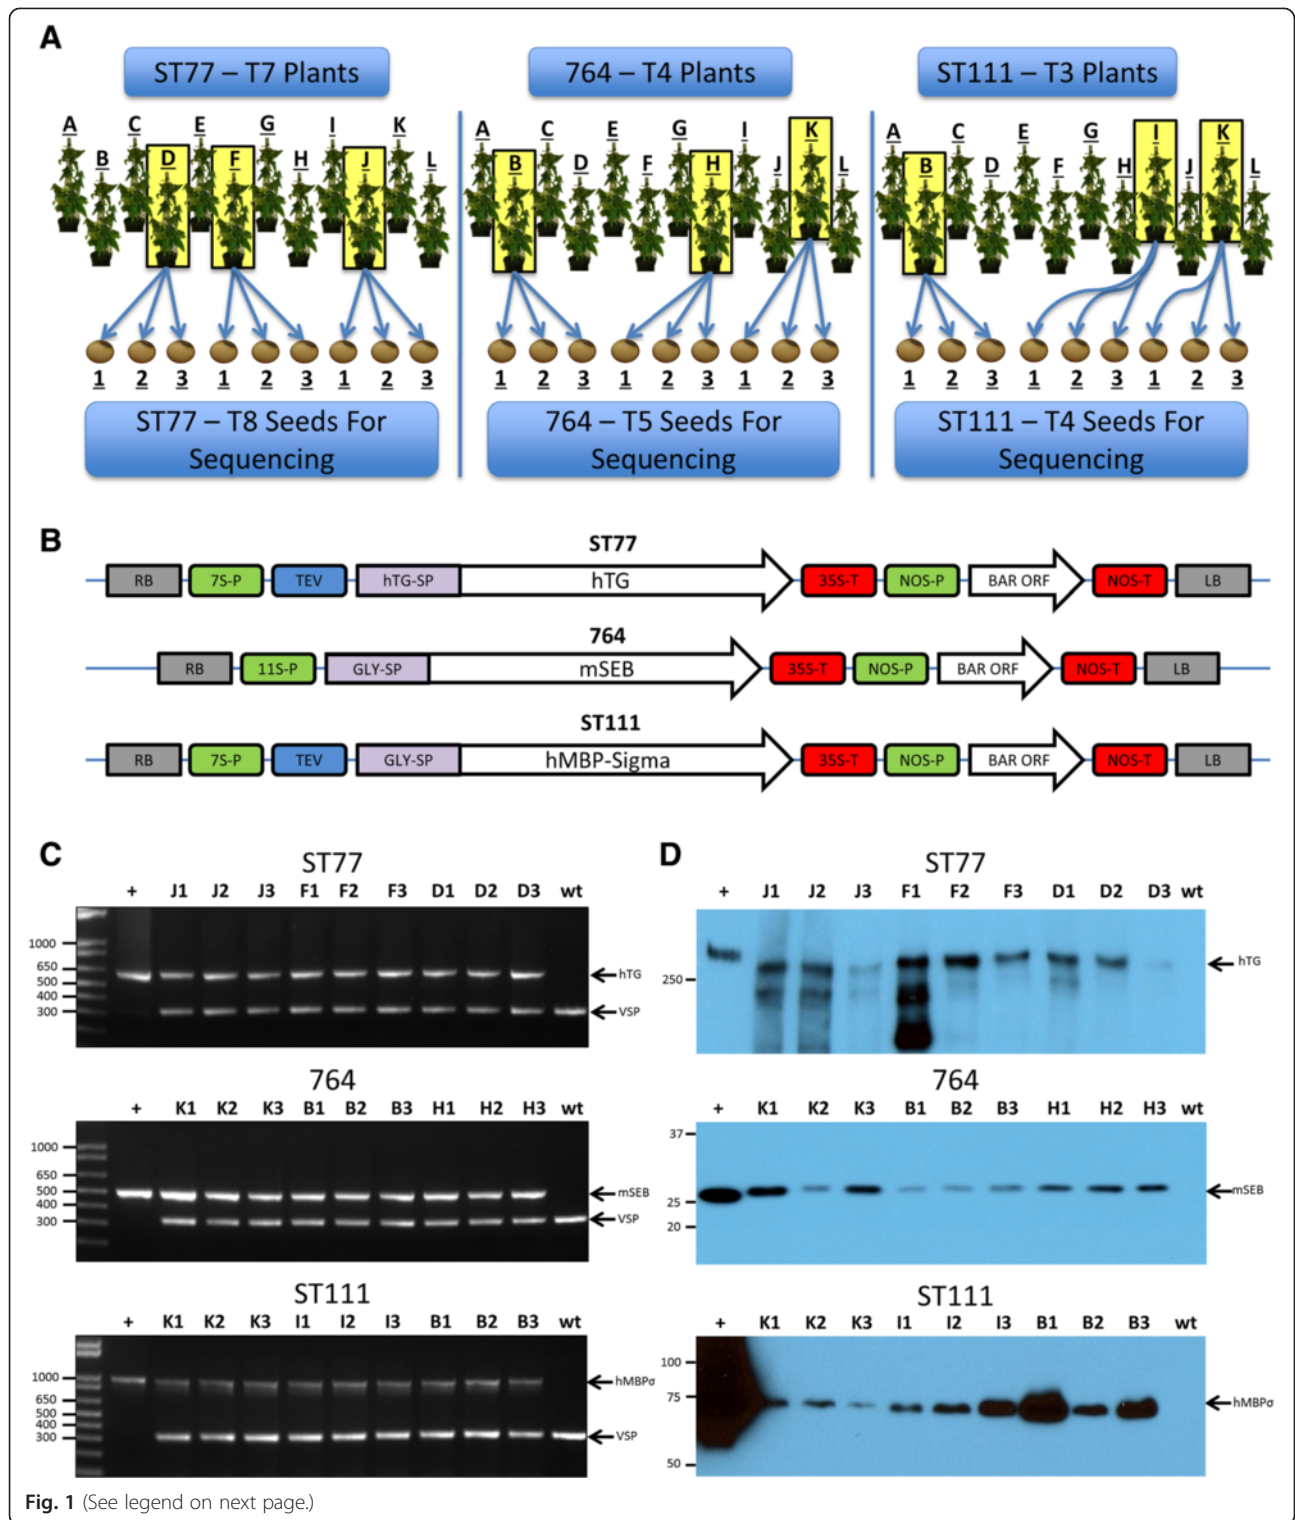 A
ST77 – T7 Plants
764 – T4 Plants
ST111 – T3 Plants
A B C D E F G H I J K L
A B C D E F G H I J K L
A B C D E F G H I J K L
1 2 3 1 2 3 1 2 3
1 2 3 1 2 3 1 2 3
1 2 3 1 2 3 1 2 3
ST77 – T8 Seeds For
Sequencing
764 – T5 Seeds For
Sequencing
ST111 – T4 Seeds For
Sequencing
B
ST77
RB 7S-P TEV hTG-SP hTG 35S-T NOS-P BAR ORF NOS-T LB
764
RB 11S-P GLY-SP mSEB 35S-T NOS-P BAR ORF NOS-T LB
ST111
RB 7S-P TEV GLY-SP hMBP-Sigma 35S-T NOS-P BAR ORF NOS-T LB
C
ST77
+ J1 J2 J3 F1 F2 F3 D1 D2 D3 wt
1000
650
500
400
300
hTG
VSP
764
+ K1 K2 K3 B1 B2 B3 H1 H2 H3 wt
1000
650
500
400
300
mSEB
VSP
ST111
+ K1 K2 K3 I1 I2 I3 B1 B2 B3 wt
1000
650
500
400
300
hMBPσ
VSP
D
ST77
+ J1 J2 J3 F1 F2 F3 D1 D2 D3 wt
250
hTG
764
+ K1 K2 K3 B1 B2 B3 H1 H2 H3 wt
37
25
20
mSEB
ST111
+ K1 K2 K3 I1 I2 I3 B1 B2 B3 wt
100
75
50
hMBPσ
Fig. 1 (See legend on next page.)